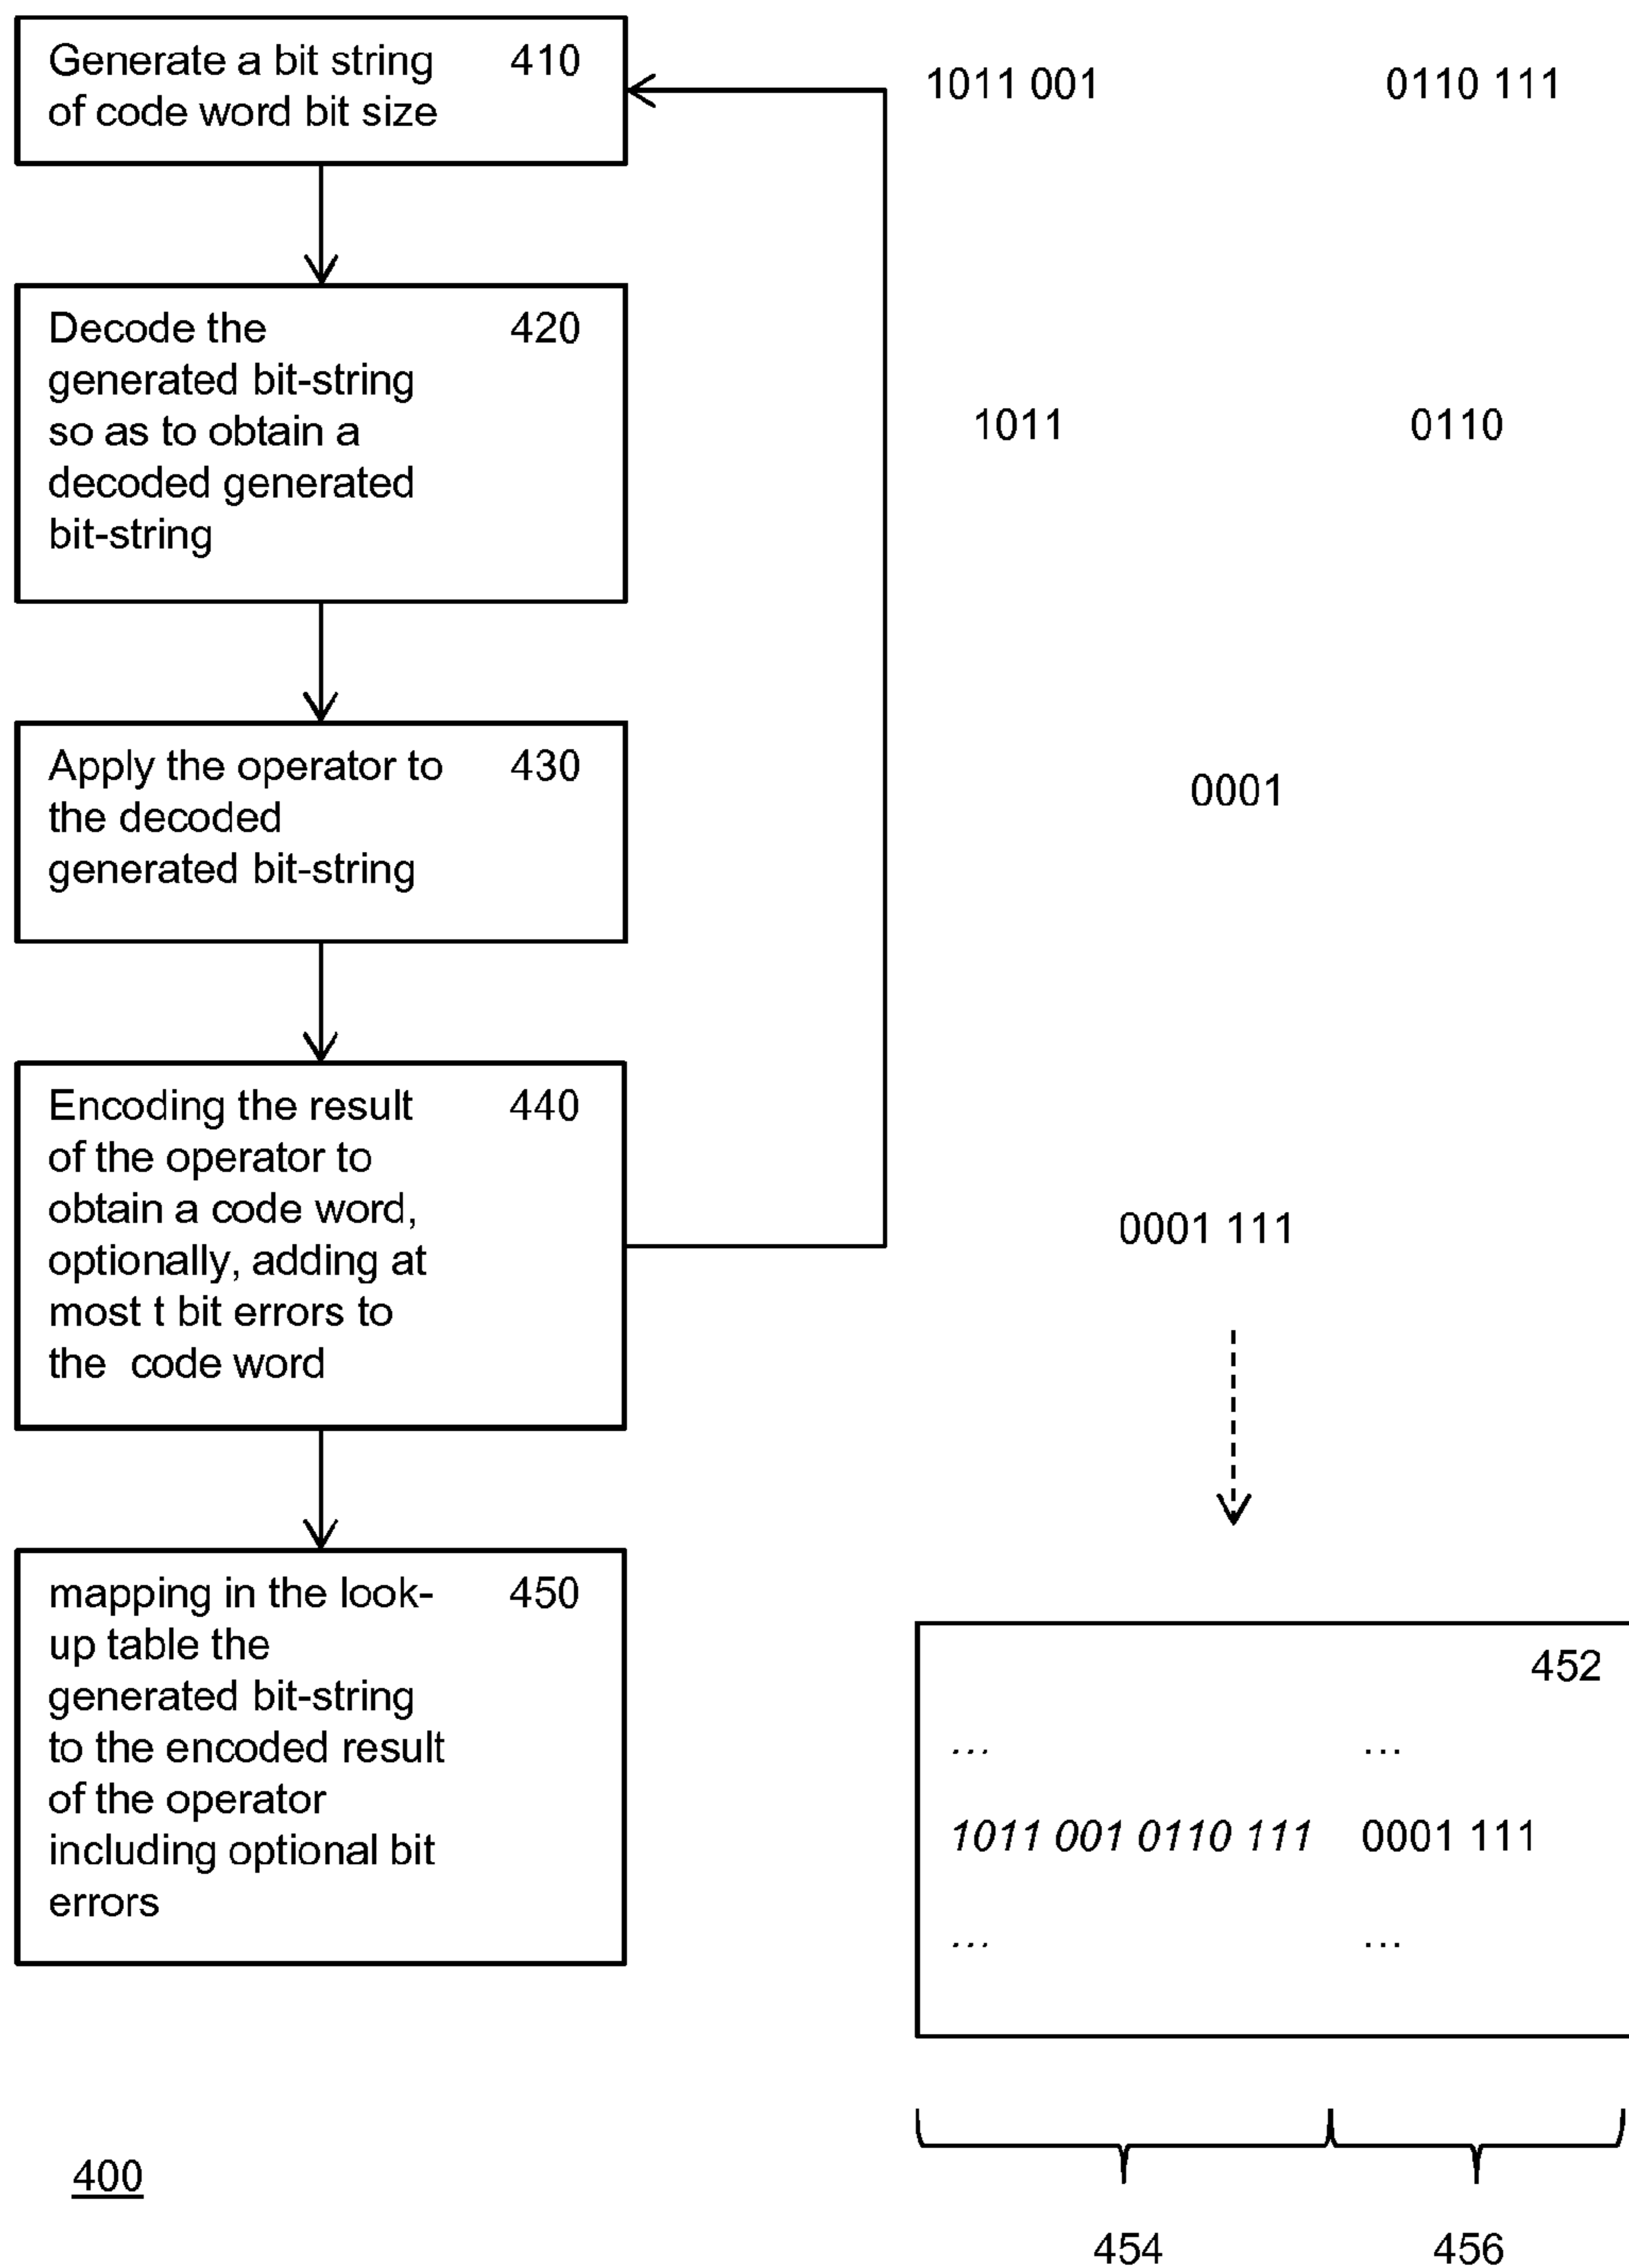 Generate a bit string 410
of code word bit size
1011 001 0110 111
Decode the 420
generated bit-string
so as to obtain a
decoded generated
bit-string
1011 0110
Apply the operator to 430
the decoded
generated bit-string
0001
Encoding the result 440
of the operator to
obtain a code word,
optionally, adding at
most t bit errors to
the code word
0001 111
mapping in the look- 450
up table the
generated bit-string
to the encoded result
of the operator
including optional bit
errors
452
... ...
1011 001 0110 111 0001 111
... ...
400
454 456